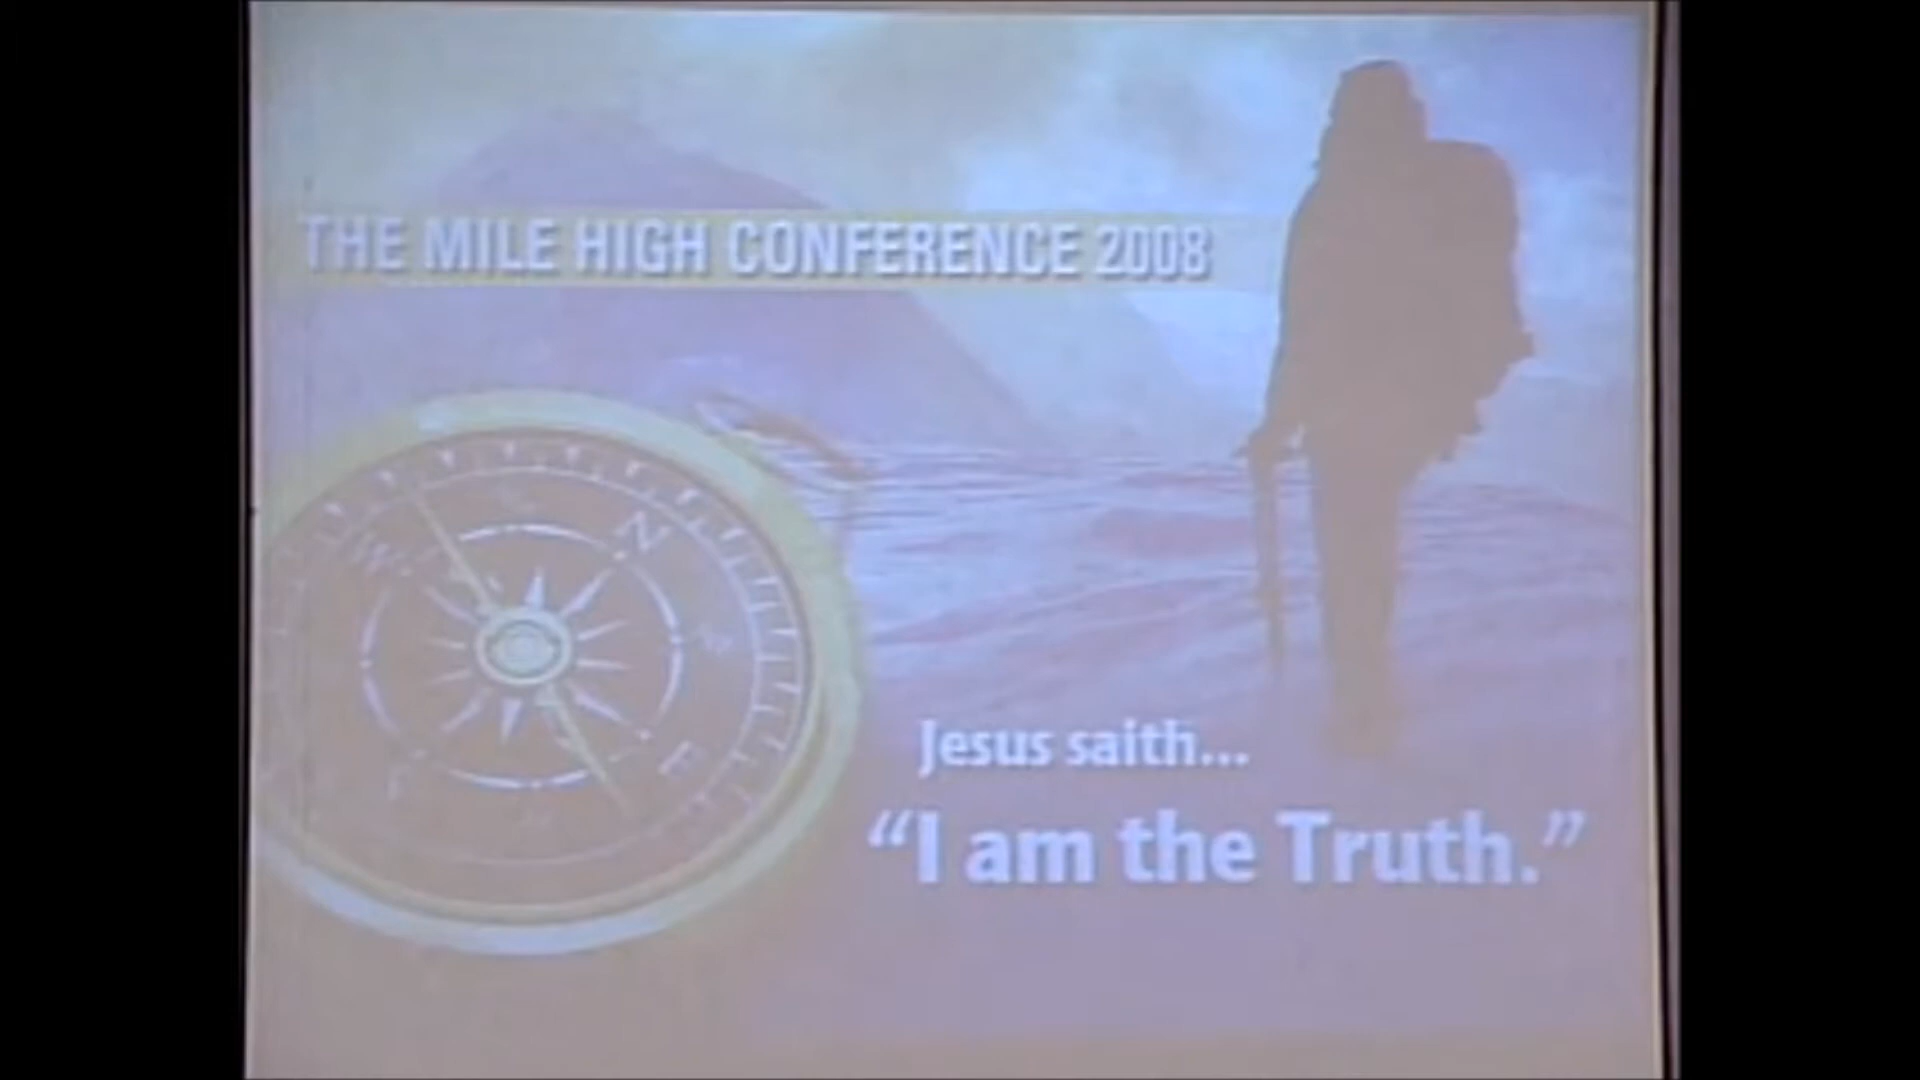 THE MILE HIGH CONFERENCE 2008
N
W
E
Jesus saith...
“I am the Truth.”